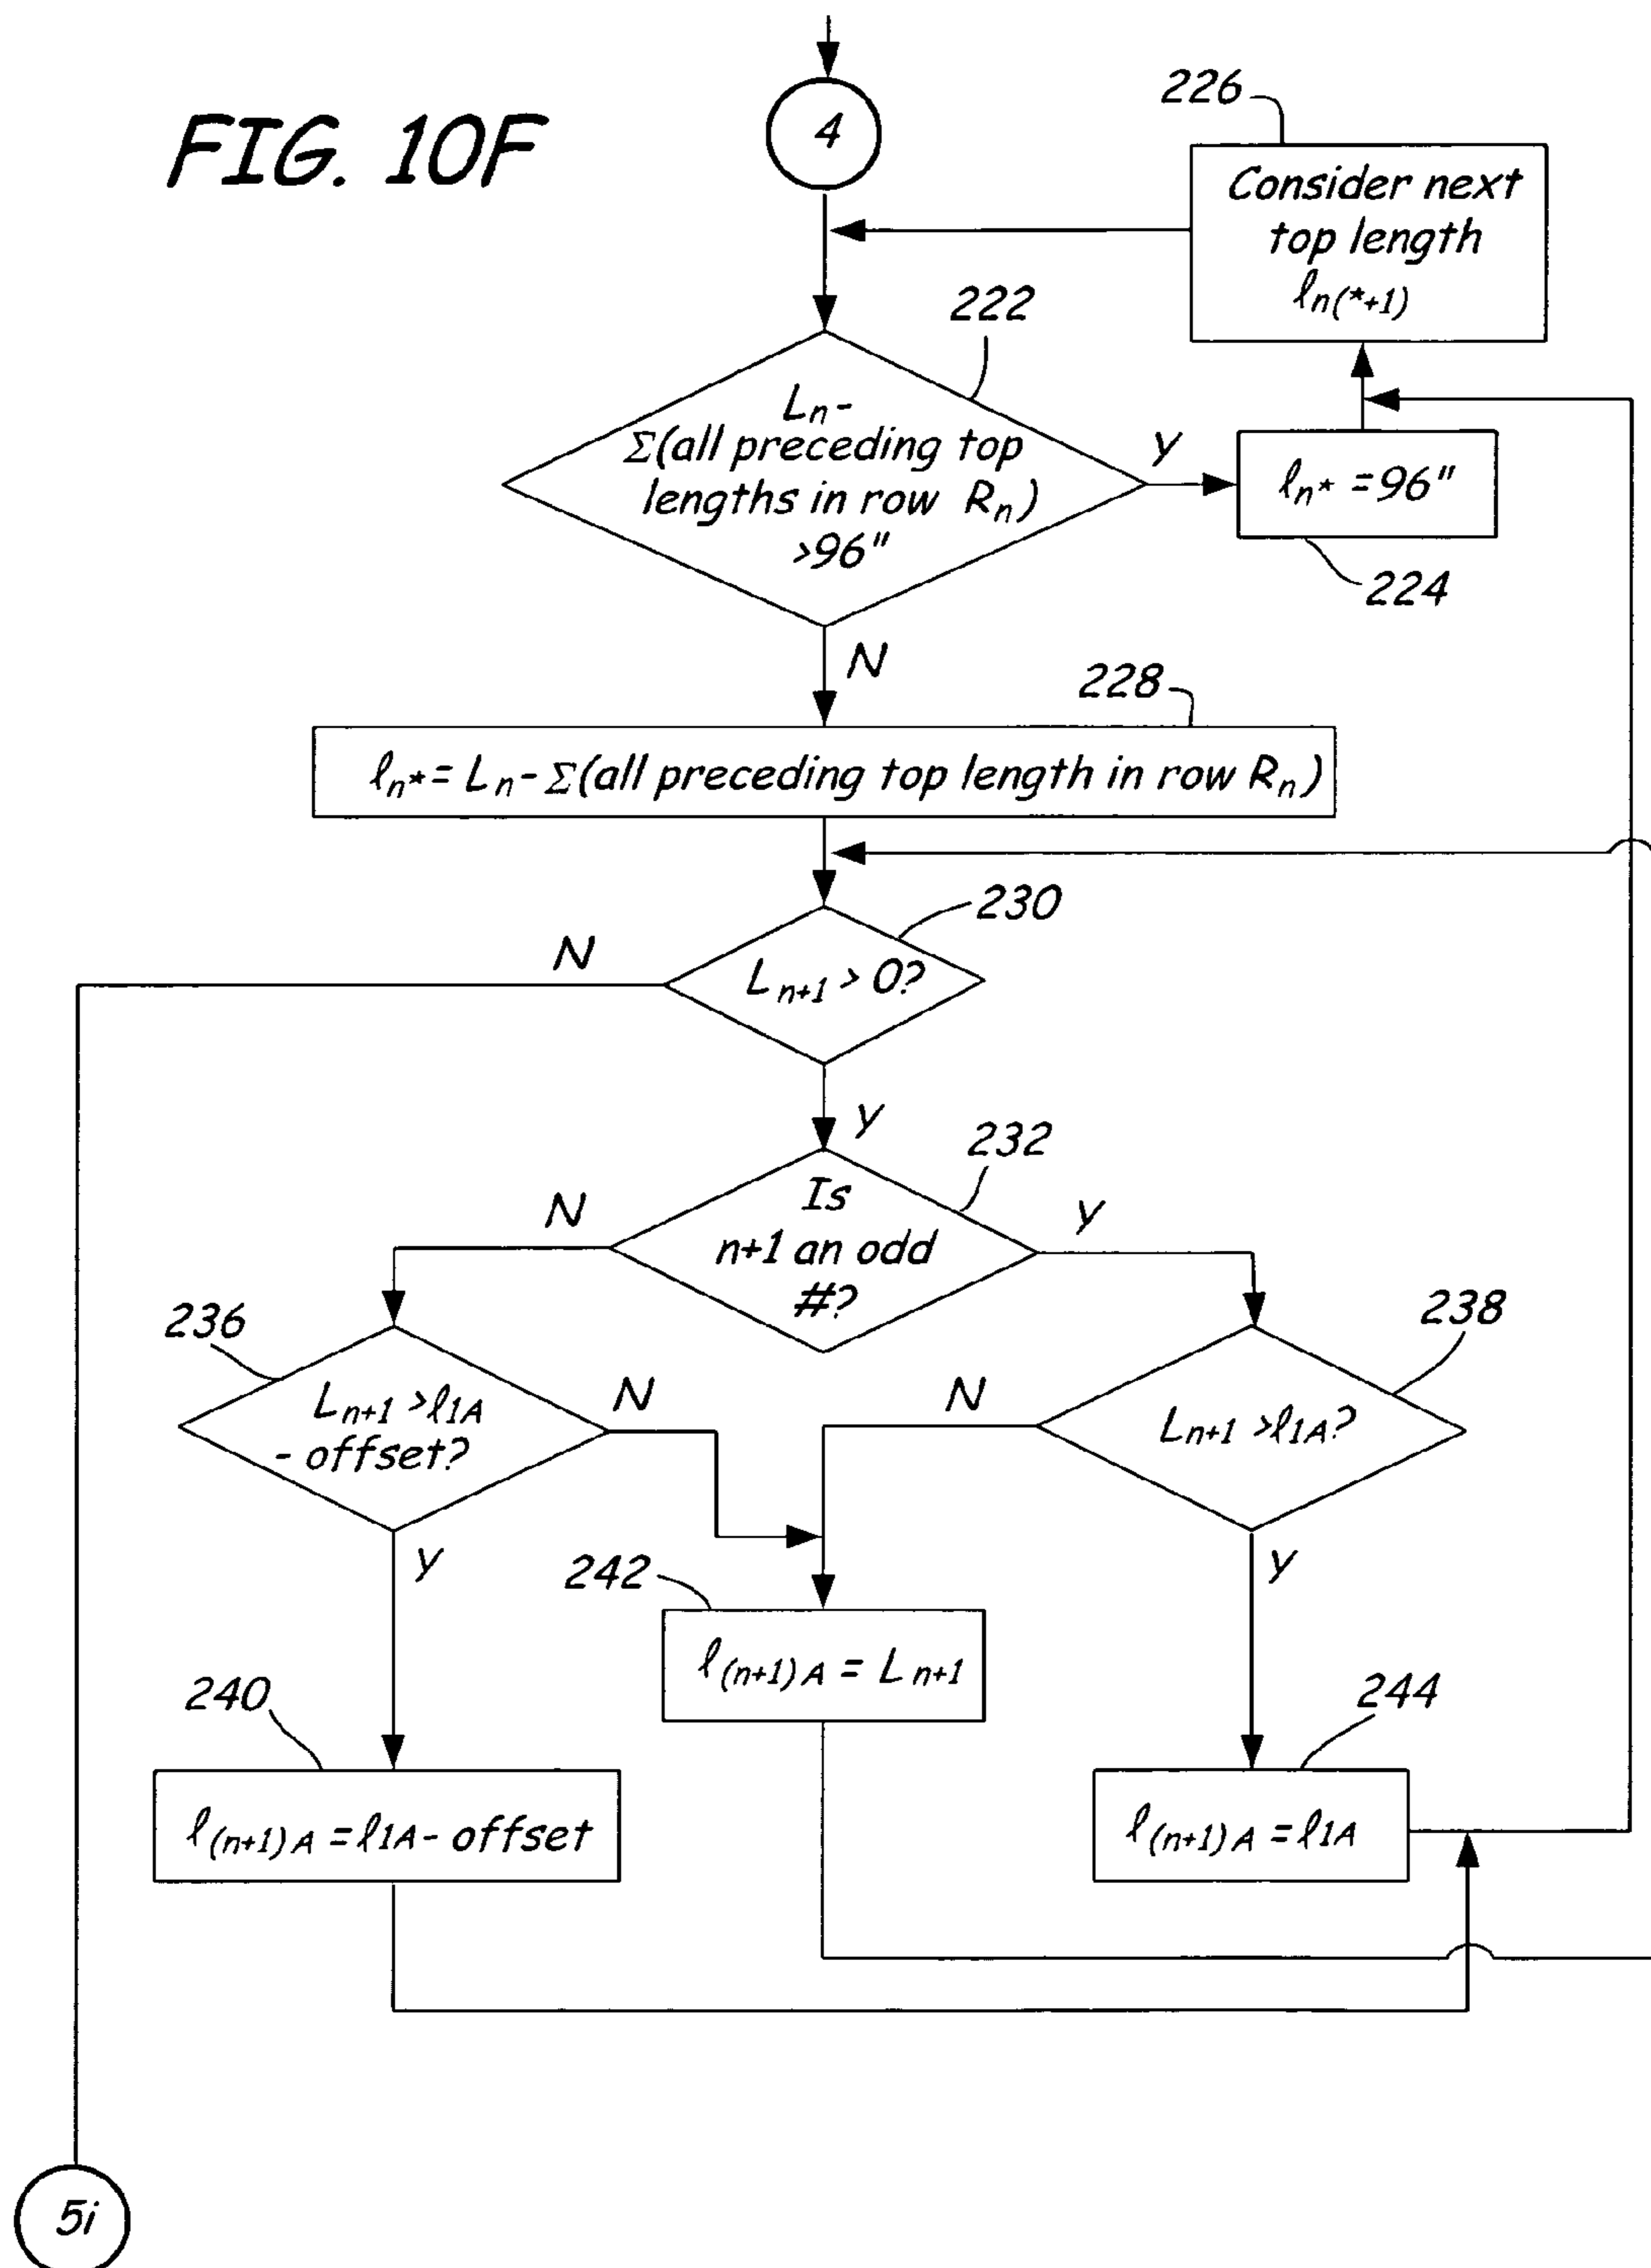 FIG. 10F
4
226
Consider next
top length
ℓn(*+1)
222
Ln-
Σ(all preceding top
lengths in row Rn)
>96"
Y
ℓn* =96"
224
N
228
ℓn*= Ln- Σ(all preceding top length in row Rn)
230
N
Ln+1 > 0?
Y
232
N
Is
n+1 an odd
#?
Y
236
238
Ln+1 >ℓ1A
- offset?
N
N
Ln+1 >ℓ1A?
Y
242
Y
ℓ(n+1)A = Ln+1
240
244
ℓ(n+1)A =ℓ1A- offset
ℓ(n+1)A =ℓ1A
5i